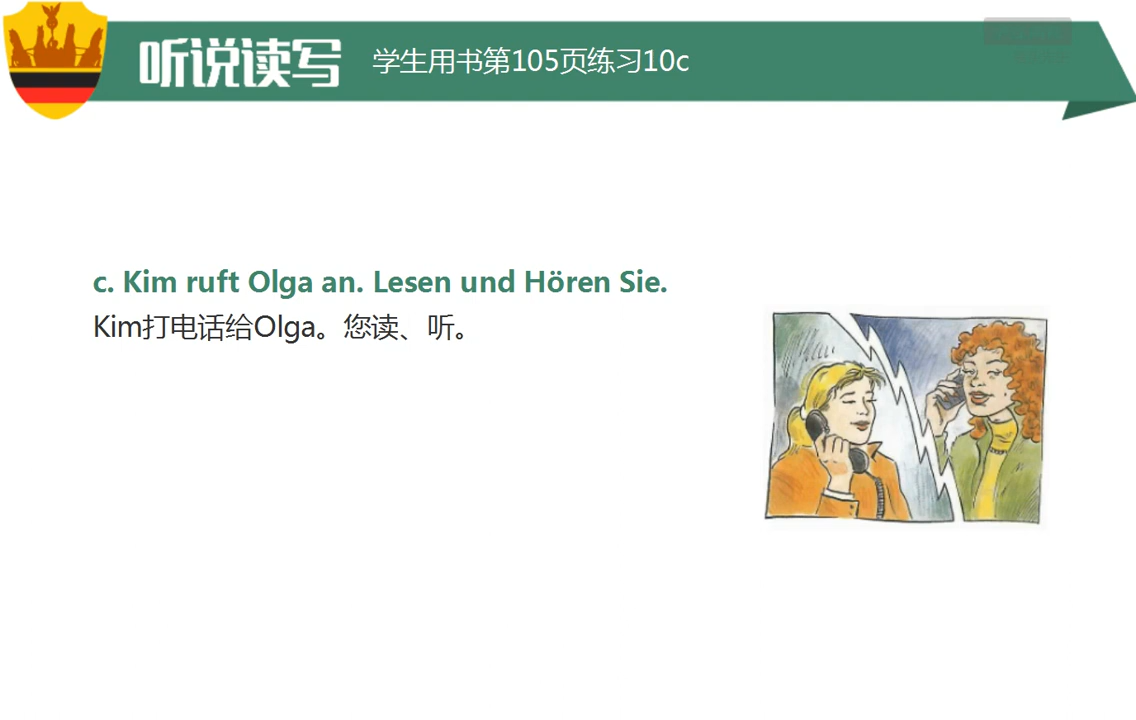 听说读写 学生用书第105页练习10c
c. Kim ruft Olga an. Lesen und Hören Sie.
Kim打电话给Olga。您读、听。